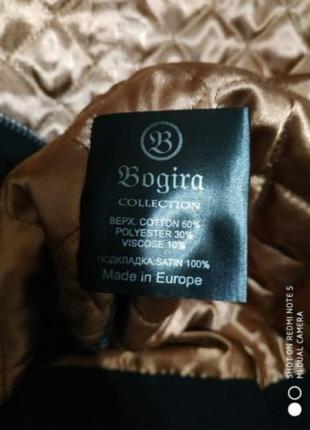 B
Bogira
COLLECTION
ВЕРХ. COTTON 60%
POLYESTER 30%
VISCOSE 10%
ПОДКЛАДКА:SATIN 100%
Made in Europe
SHOT ON REDMI NOTE 5
MI DUAL CAMERA